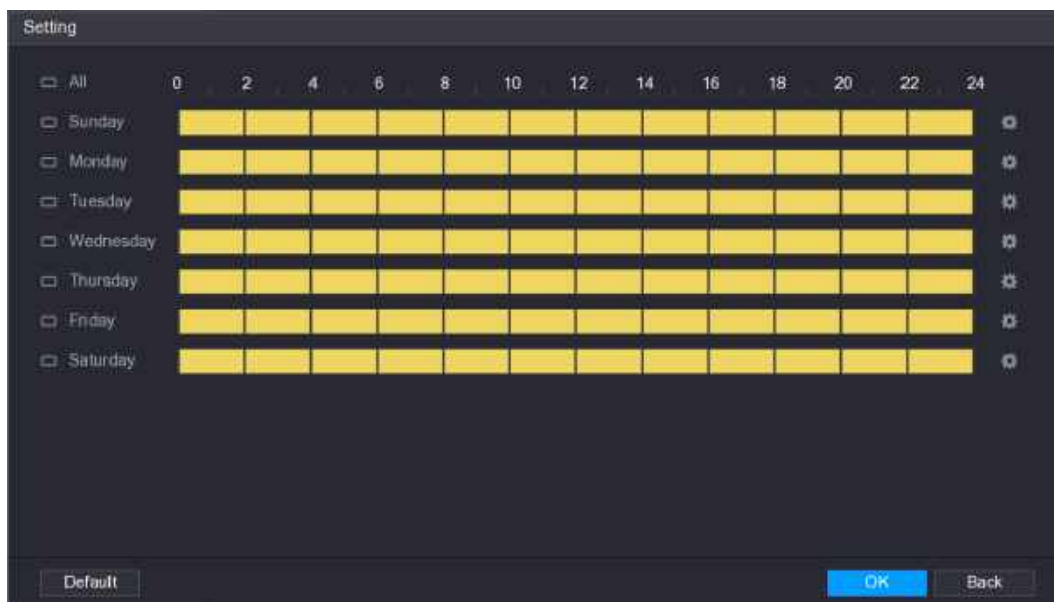 Setting
All 0 2 4 6 8 10 12 14 16 18 20 22 24
Sunday
Monday
Tuesday
Wednesday
Thursday
Friday
Saturday
Default OK Back